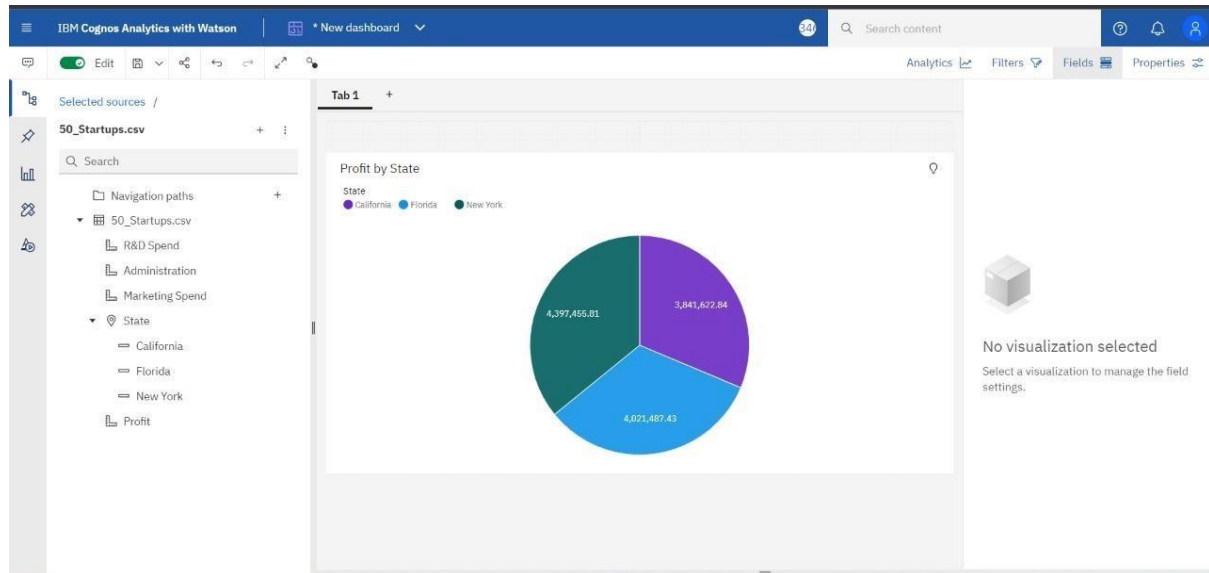 IBM Cognos Analytics with Watson
* New dashboard
Search content
Edit
Analytics
Filters
Fields
Properties
Selected sources /
50_Startups.csv
Search
Navigation paths
50_Startups.csv
R&D Spend
Administration
Marketing Spend
State
California
Florida
New York
Profit
Tab 1
Profit by State
State
California Florida New York
4,397,455.81
3,841,622.84
4,021,487.43
No visualization selected
Select a visualization to manage the field
settings.